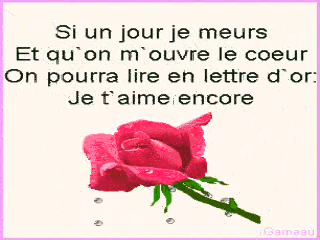 Si un jour je meurs
Et qu`on m`ouvre le coeur
On pourra lire en lettre d`or:
Je t`aime encore
Gameau